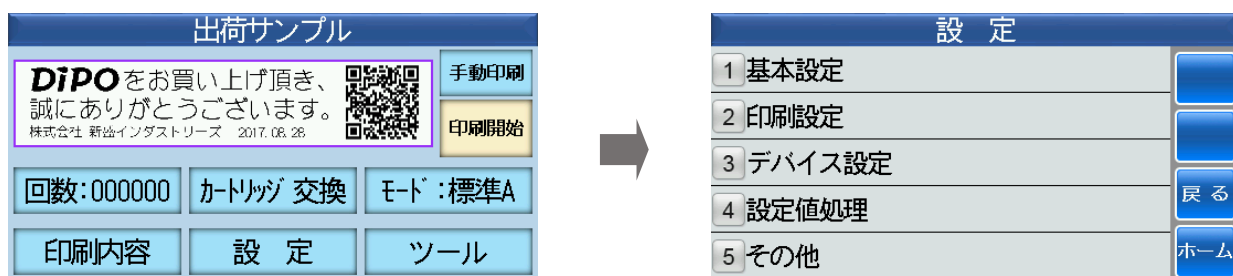 出荷サンプル
DiPOをお買い上げ頂き、
誠にありがとうございます。
株式会社 新盛インダストリーズ 2017.08.28
手動印刷
印刷開始
回数:000000
カートリッジ 交換
モード:標準A
印刷内容
設 定
ツール
設 定
1 基本設定
2 印刷設定
3 デバイス設定
4 設定値処理
5 その他
戻 る
ホーム